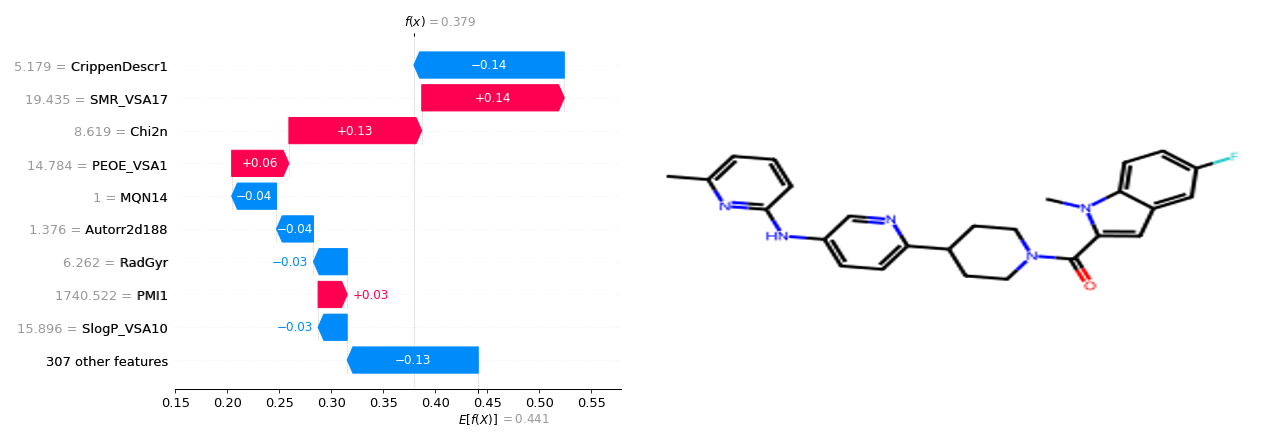 f(x) = 0.379
5.179 = CrippenDescr1
−0.14
19.435 = SMR_VSA17
+0.14
8.619 = Chi2n
+0.13
14.784 = PEOE_VSA1
+0.06
1 = MQN14
−0.04
1.376 = Autorr2d188
−0.04
6.262 = RadGyr
−0.03
1740.522 = PMI1
+0.03
15.896 = SlogP_VSA10
−0.03
307 other features
−0.13
0.15 0.20 0.25 0.30 0.35 0.40 0.45 0.50 0.55
E[f(X)] = 0.441
F
N
N
N
HN
N
O